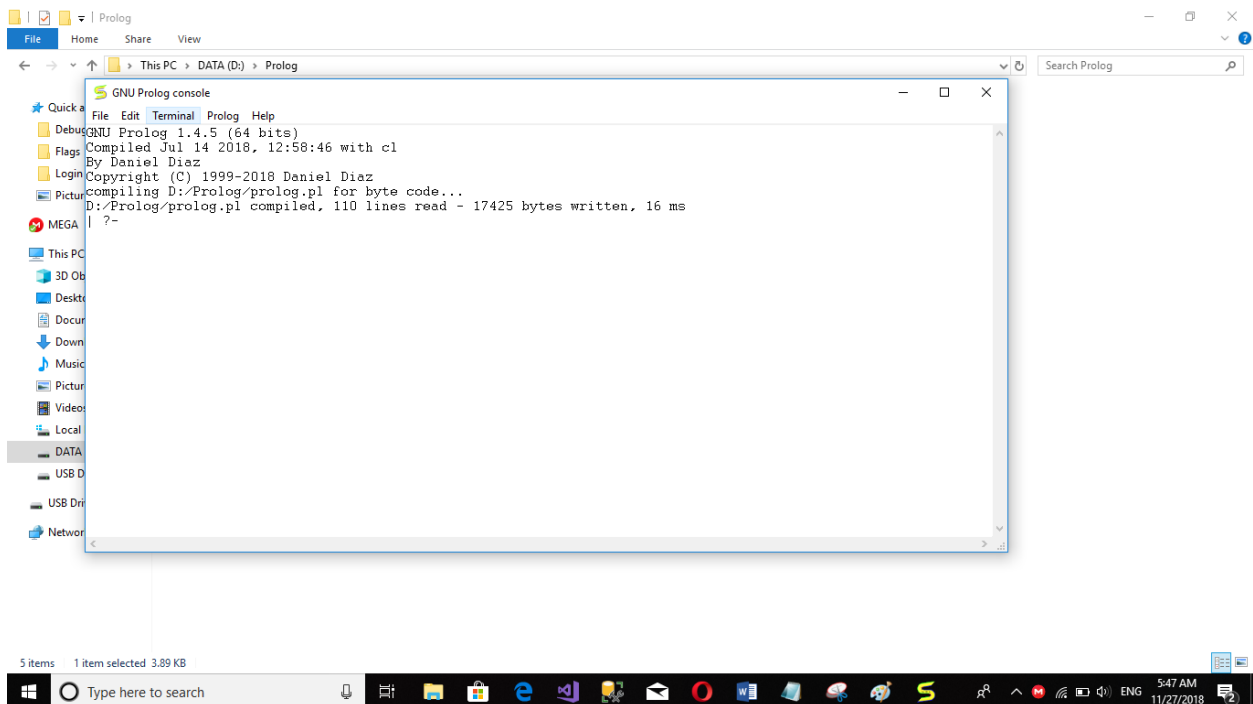 Prolog
File Home Share View
This PC > DATA (D:) > Prolog
Search Prolog
GNU Prolog console
File Edit Terminal Prolog Help
GNU Prolog 1.4.5 (64 bits)
Compiled Jul 14 2018, 12:58:46 with cl
By Daniel Diaz
Copyright (C) 1999-2018 Daniel Diaz
compiling D:/Prolog/prolog.pl for byte code...
D:/Prolog/prolog.pl compiled, 110 lines read - 17425 bytes written, 16 ms
| ?-
Quick a
Debug
Flags
Login
Pictur
MEGA
This PC
3D Ob
Deskto
Docur
Down
Music
Pictur
Videos
Local
DATA
USB D
USB Dri
Networ
5 items 1 item selected 3.89 KB
Type here to search
ENG
5:47 AM
11/27/2018